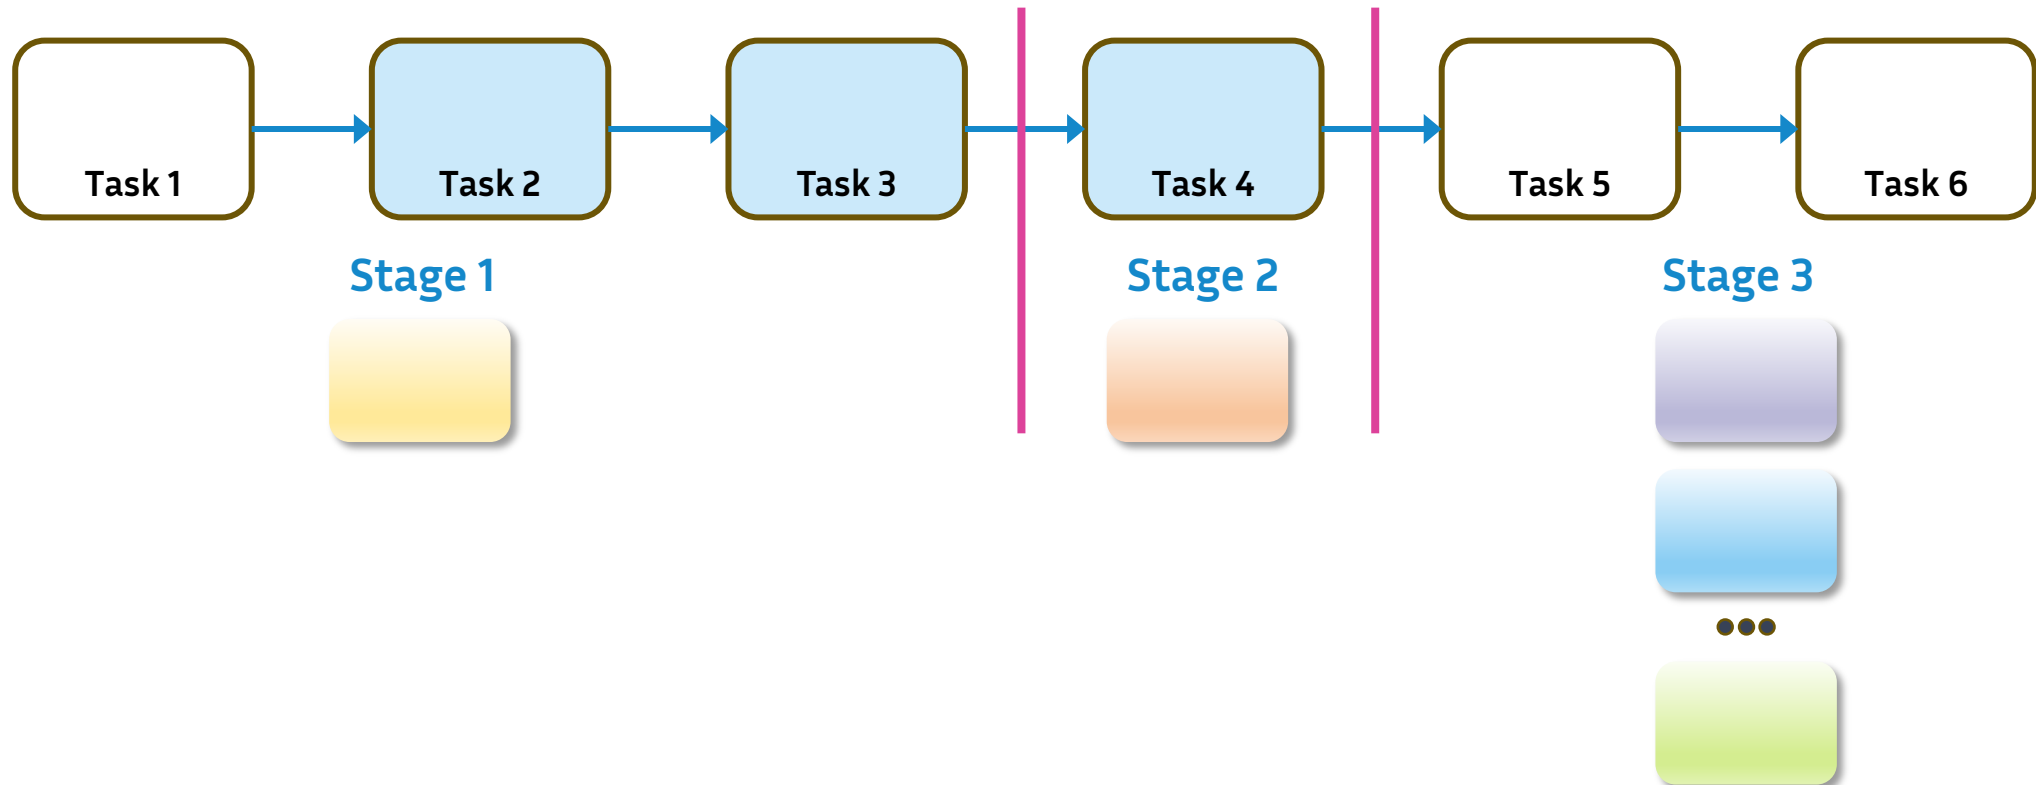 Task 1
Task 2
Task 3
Task 4
Task 5
Task 6
Stage 1
Stage 2
Stage 3